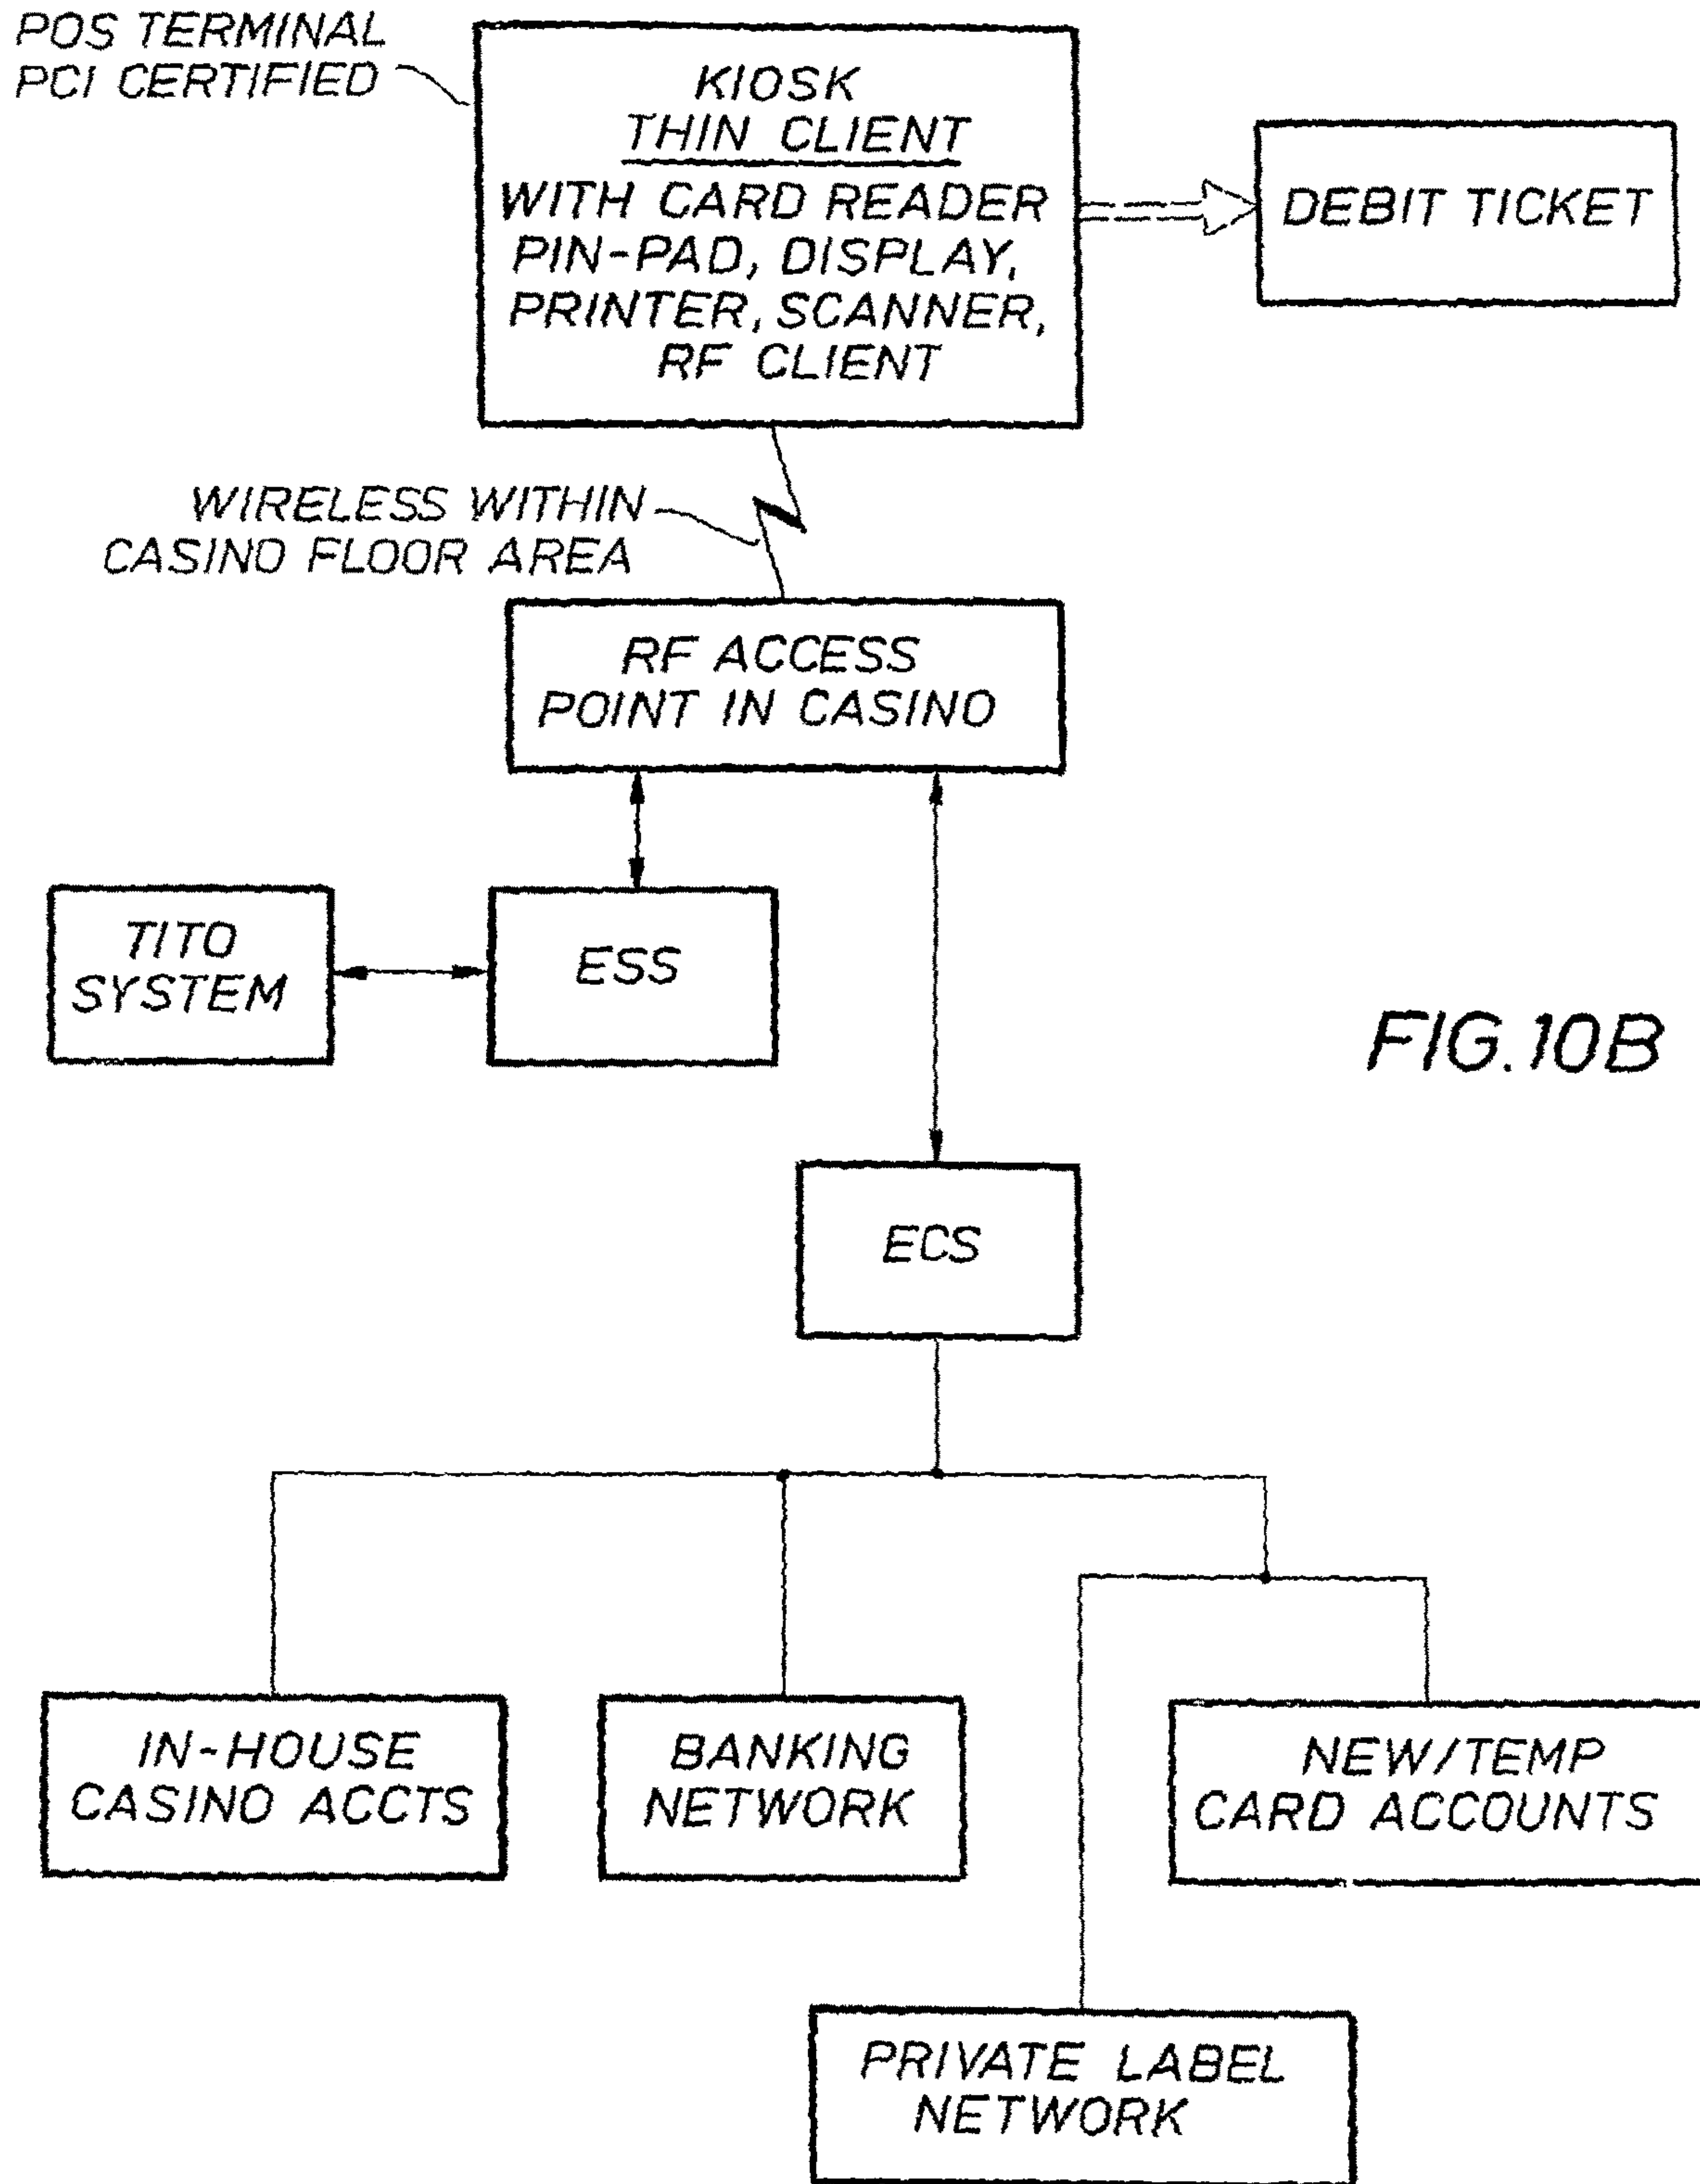 POS TERMINAL
PCI CERTIFIED
KIOSK
THIN CLIENT
WITH CARD READER
PIN-PAD, DISPLAY,
PRINTER, SCANNER,
RF CLIENT
DEBIT TICKET
WIRELESS WITHIN
CASINO FLOOR AREA
RF ACCESS
POINT IN CASINO
TITO
SYSTEM
ESS
FIG. 10B
ECS
IN-HOUSE
CASINO ACCTS
BANKING
NETWORK
NEW/TEMP
CARD ACCOUNTS
PRIVATE LABEL
NETWORK